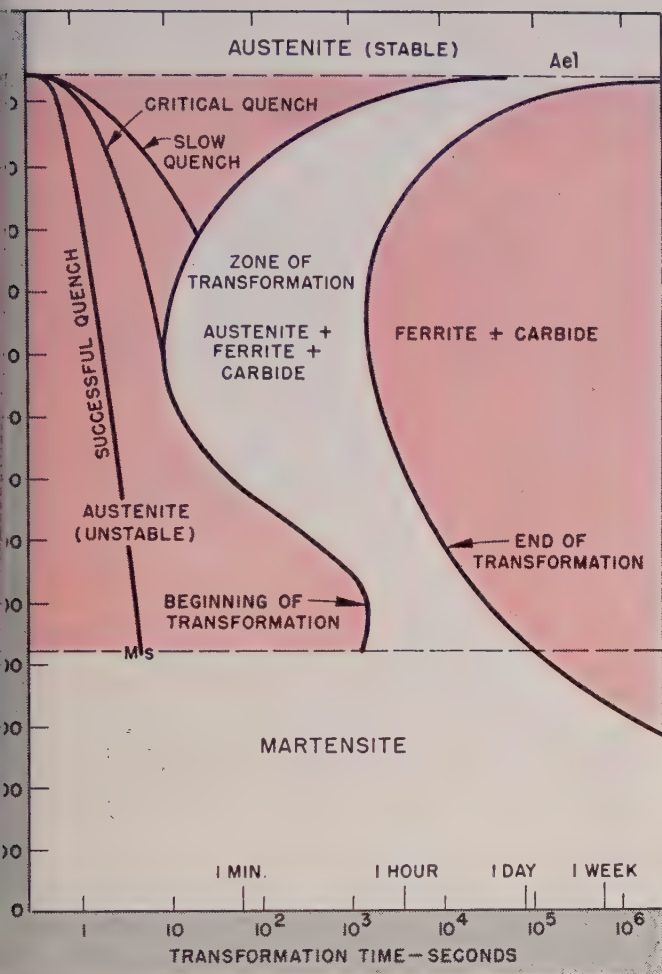 AUSTENITE (STABLE)
Ae1
CRITICAL QUENCH
SLOW
QUENCH
SUCCESSFUL QUENCH
ZONE OF
TRANSFORMATION
AUSTENITE +
FERRITE +
CARBIDE
FERRITE + CARBIDE
AUSTENITE
(UNSTABLE)
END OF
TRANSFORMATION
BEGINNING OF
TRANSFORMATION
Ms
MARTENSITE
1 MIN.
1 HOUR
1 DAY
1 WEEK
0
1
10
10²
10³
10⁴
10⁵
10⁶
TRANSFORMATION TIME—SECONDS